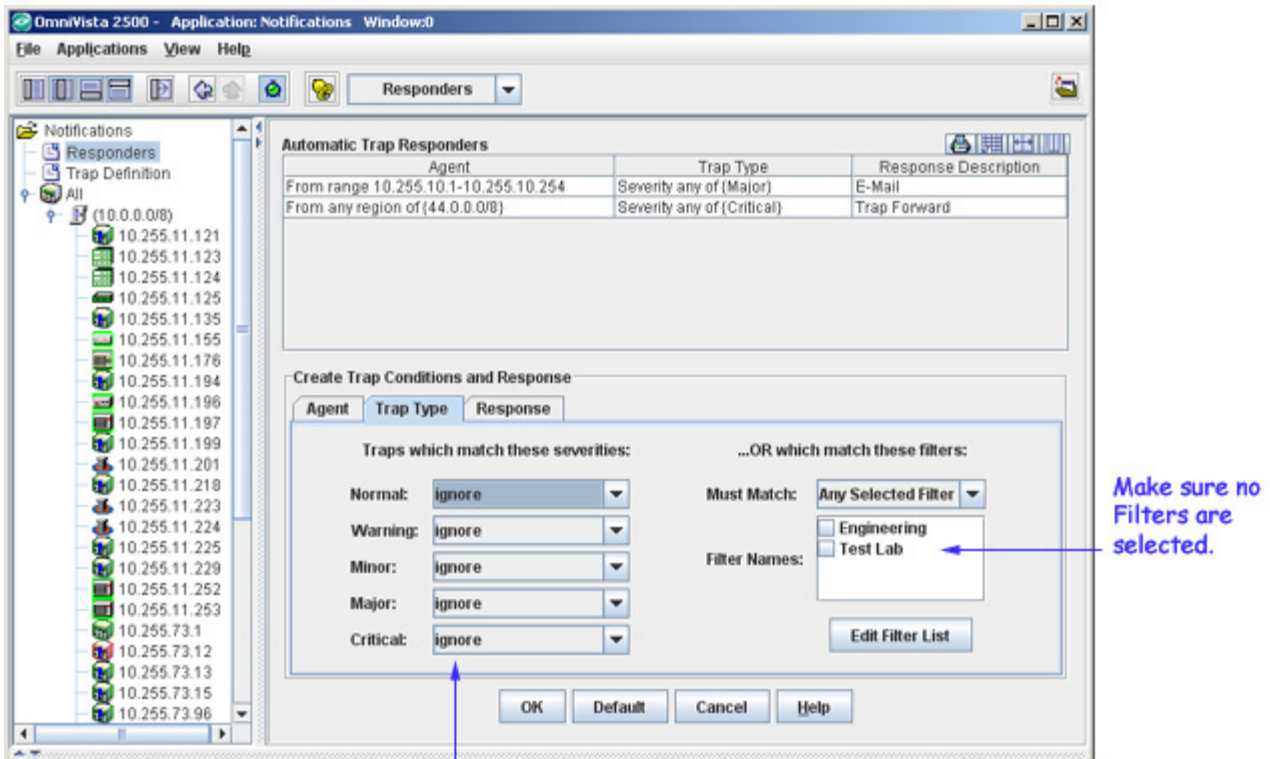 OmniVista 2500 - Application: Notifications Window:0
File Applications View Help
Responders
Notifications
Responders
Trap Definition
All
(10.0.0.0/8)
10.255.11.121
10.255.11.123
10.255.11.124
10.255.11.125
10.255.11.135
10.255.11.155
10.255.11.176
10.255.11.194
10.255.11.196
10.255.11.197
10.255.11.199
10.255.11.201
10.255.11.218
10.255.11.223
10.255.11.224
10.255.11.225
10.255.11.229
10.255.11.252
10.255.11.253
10.255.73.1
10.255.73.12
10.255.73.13
10.255.73.15
10.255.73.96
Automatic Trap Responders
Agent Trap Type Response Description
From range 10.255.10.1-10.255.10.254 Severity any of {Major} E-Mail
From any region of {44.0.0.0/8} Severity any of {Critical} Trap Forward
Create Trap Conditions and Response
Agent Trap Type Response
Traps which match these severities: ...OR which match these filters:
Normal: ignore Must Match: Any Selected Filter
Warning: ignore Engineering
Test Lab
Minor: ignore Filter Names:
Major: ignore
Critical: ignore Edit Filter List
OK Default Cancel Help
Make sure no
Filters are
selected.